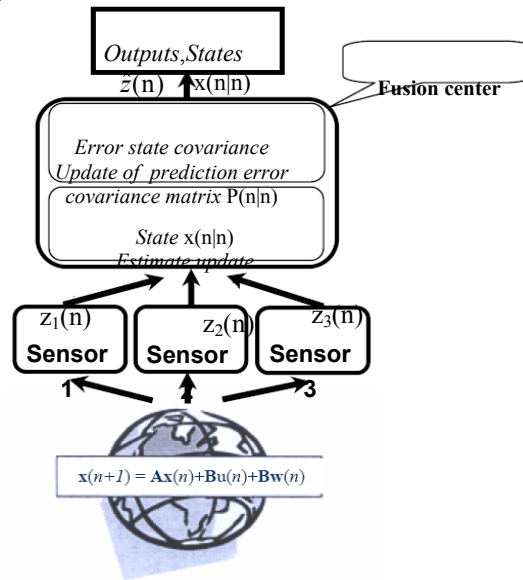 Outputs,States
ẑ(n) x(n|n)
Fusion center
Error state covariance
Update of prediction error
covariance matrix P(n|n)
State x(n|n)
Estimate update
z1(n) z2(n) z3(n)
Sensor Sensor Sensor
1 2 3
x(n+1) = Ax(n)+Bu(n)+Bw(n)